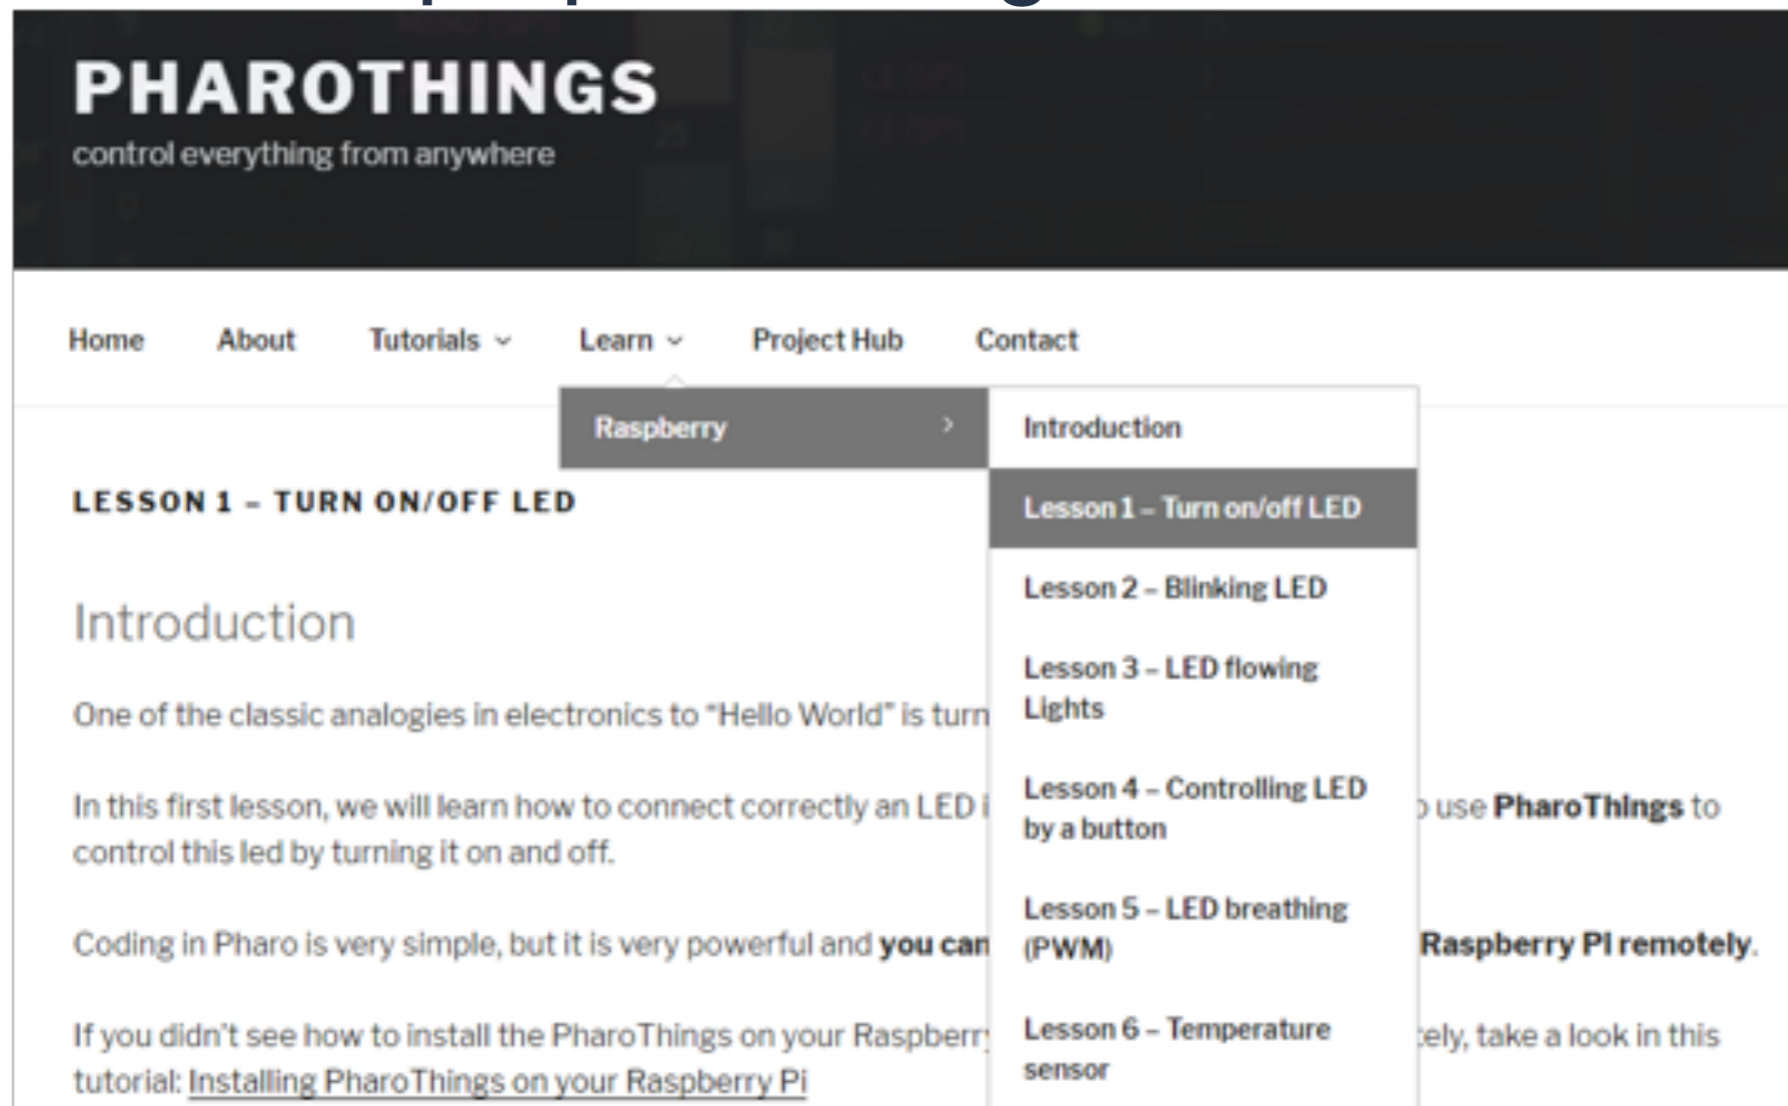 PHAROTHINGS
control everything from anywhere
Home About Tutorials Learn Project Hub Contact
Raspberry
Introduction
Lesson 1 – Turn on/off LED
Lesson 2 – Blinking LED
Lesson 3 – LED flowing
Lights
Lesson 4 – Controlling LED
by a button
Lesson 5 – LED breathing
(PWM)
Lesson 6 – Temperature
sensor
LESSON 1 – TURN ON/OFF LED
Introduction
One of the classic analogies in electronics to “Hello World” is turn
In this first lesson, we will learn how to connect correctly an LED use PharoThings to
control this led by turning it on and off.
Coding in Pharo is very simple, but it is very powerful and you can Raspberry PI remotely.
If you didn't see how to install the PharoThings on your Raspberry take a look in this
tutorial: Installing PharoThings on your Raspberry Pi